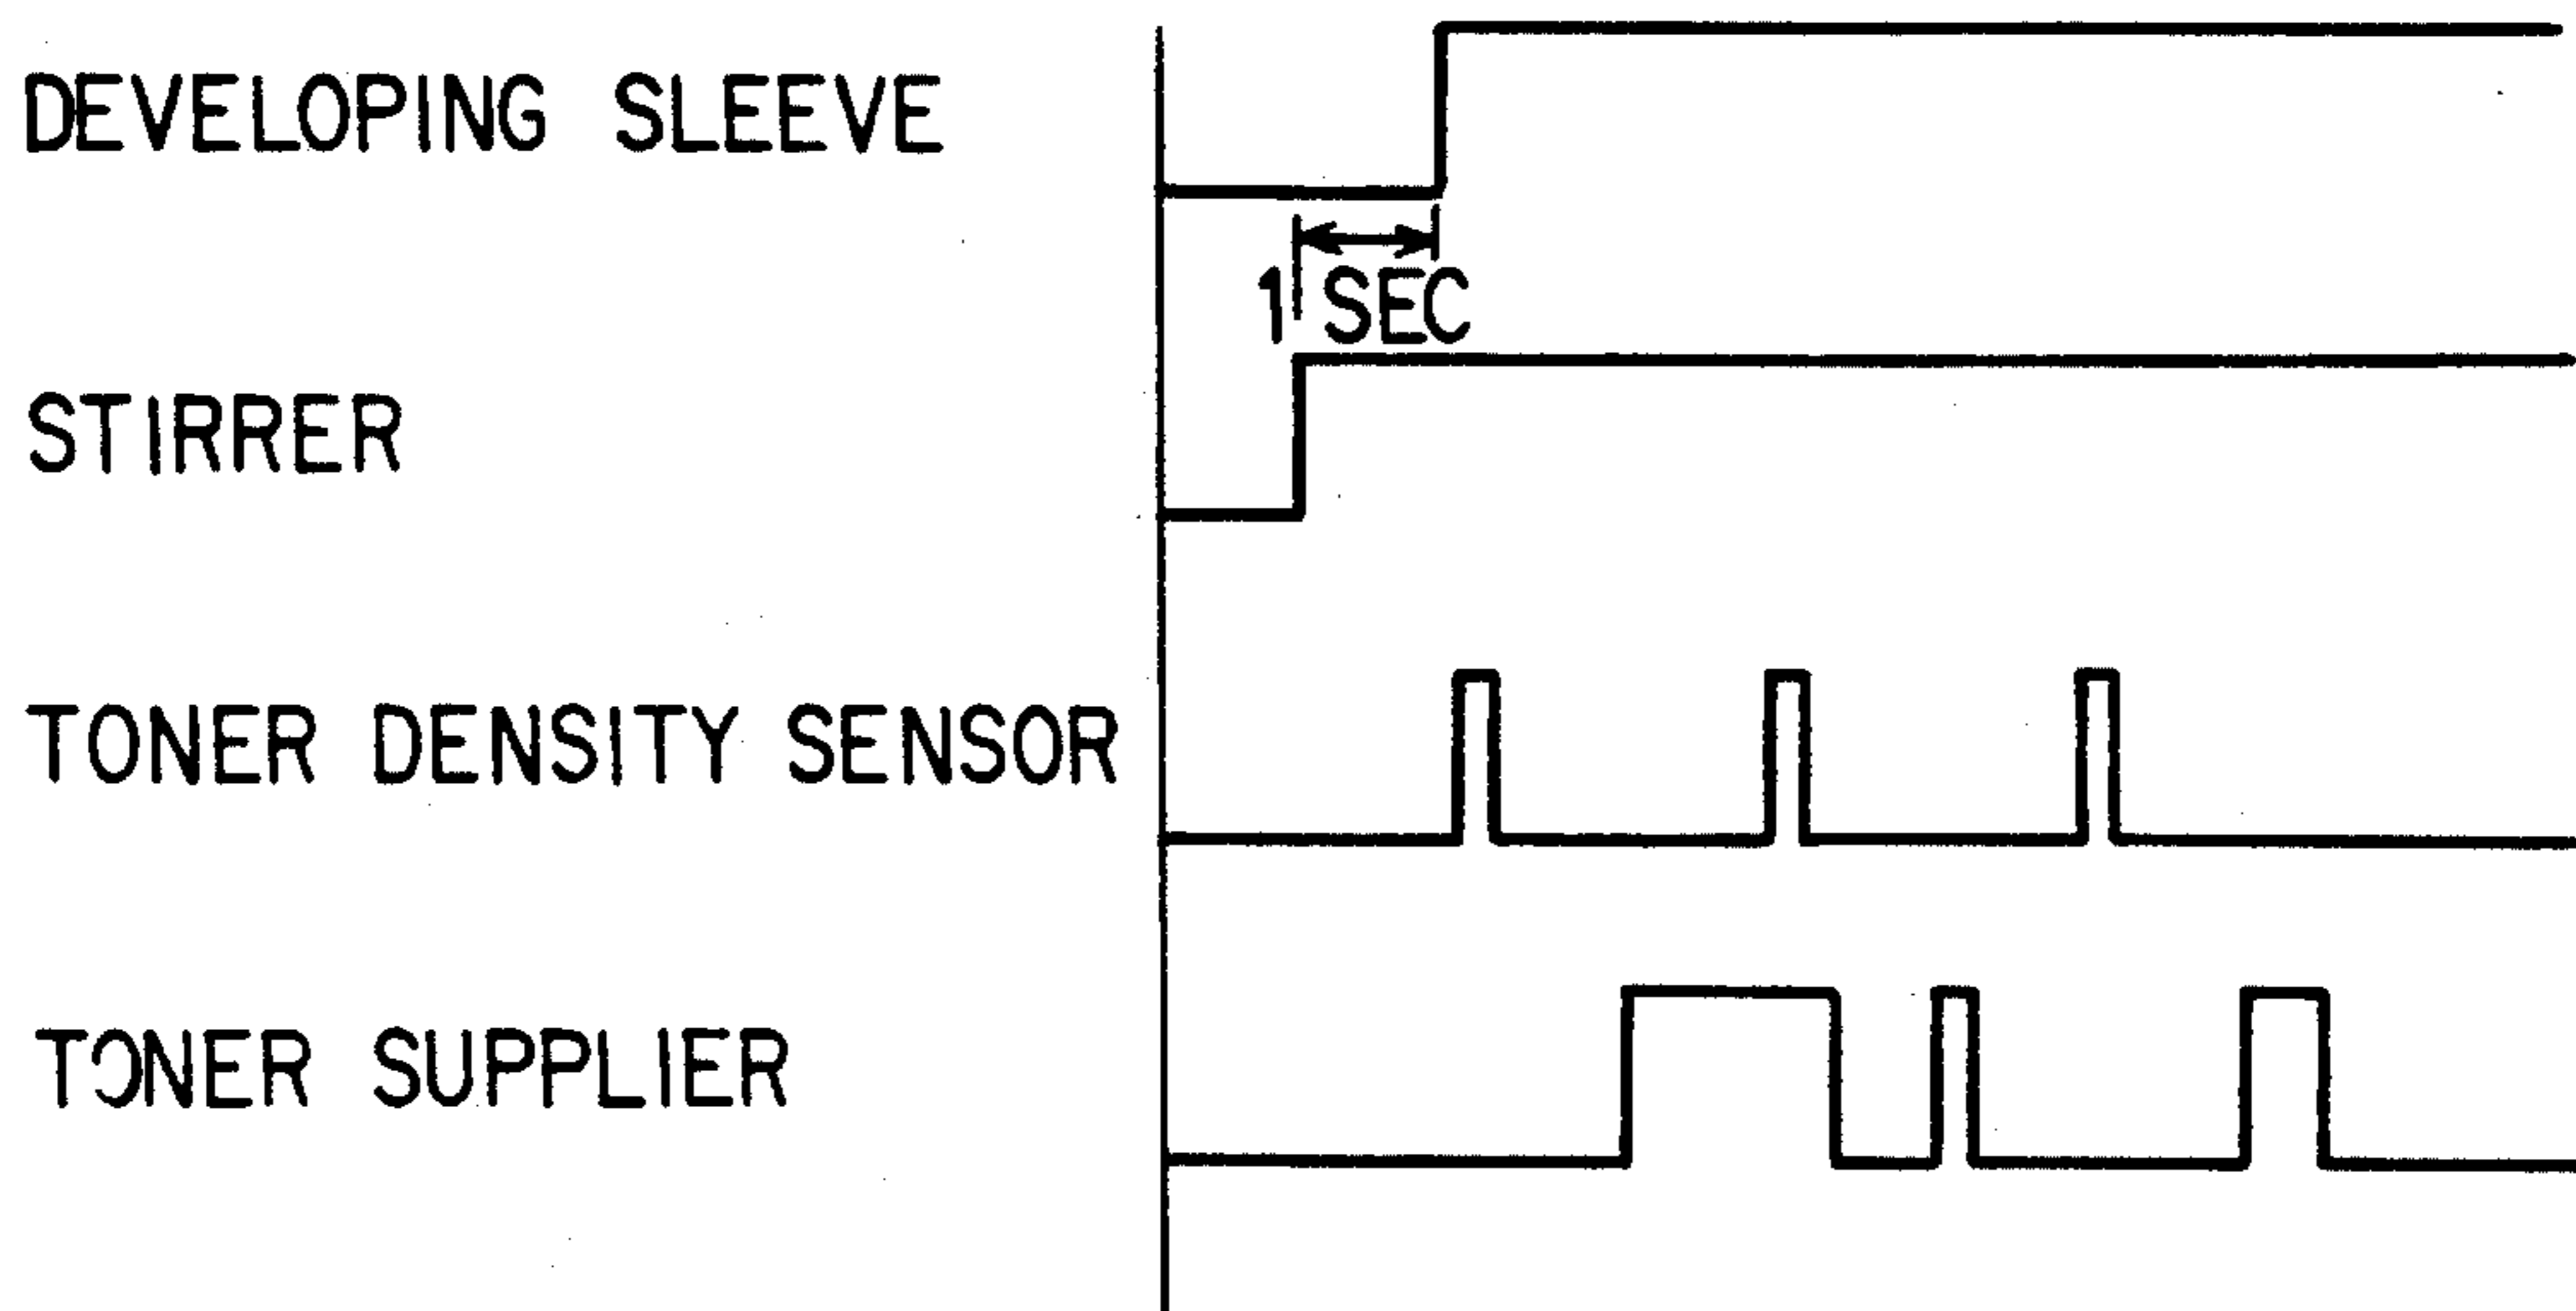 DEVELOPING SLEEVE
1 SEC
STIRRER
TONER DENSITY SENSOR
TONER SUPPLIER